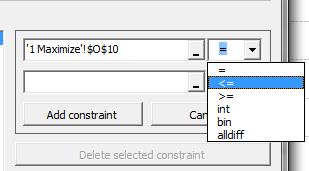 '1 Maximize'!$O$10 _ =
=
_ <=
>=
Add constraint Can int
bin
alldiff
Delete selected constraint